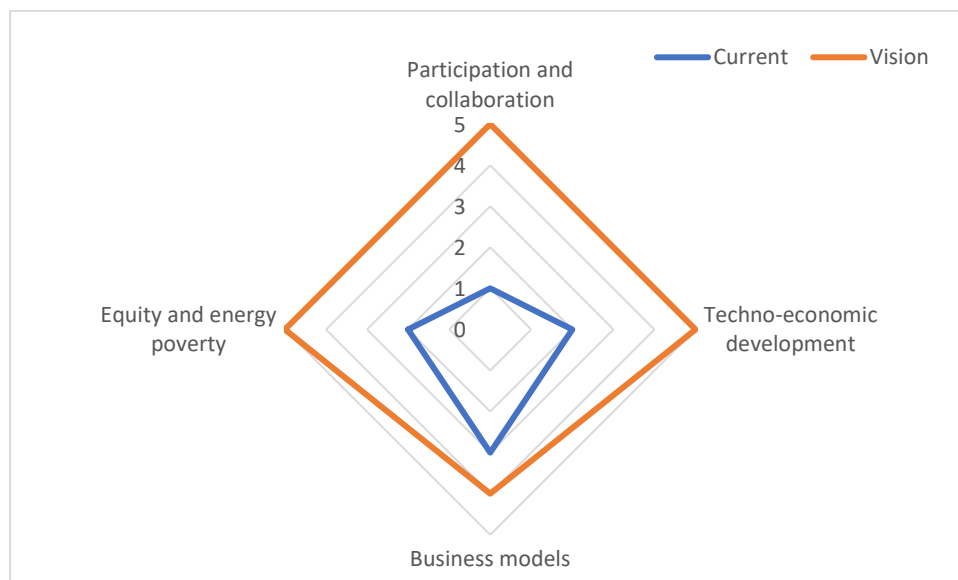 Current Vision
Participation and
collaboration
5
4
3
2
1
0
Equity and energy
poverty
Techno-economic
development
Business models